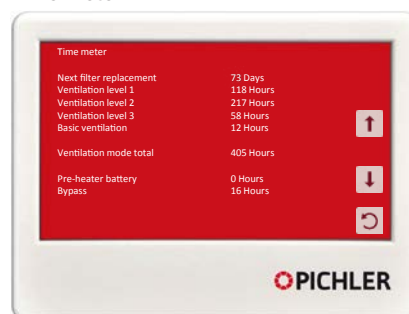 Time meter
Next filter replacement 73 Days
Ventilation level 1 118 Hours
Ventilation level 2 217 Hours
Ventilation level 3 58 Hours
Basic ventilation 12 Hours
Ventilation mode total 405 Hours
Pre-heater battery 0 Hours
Bypass 16 Hours
PICHLER